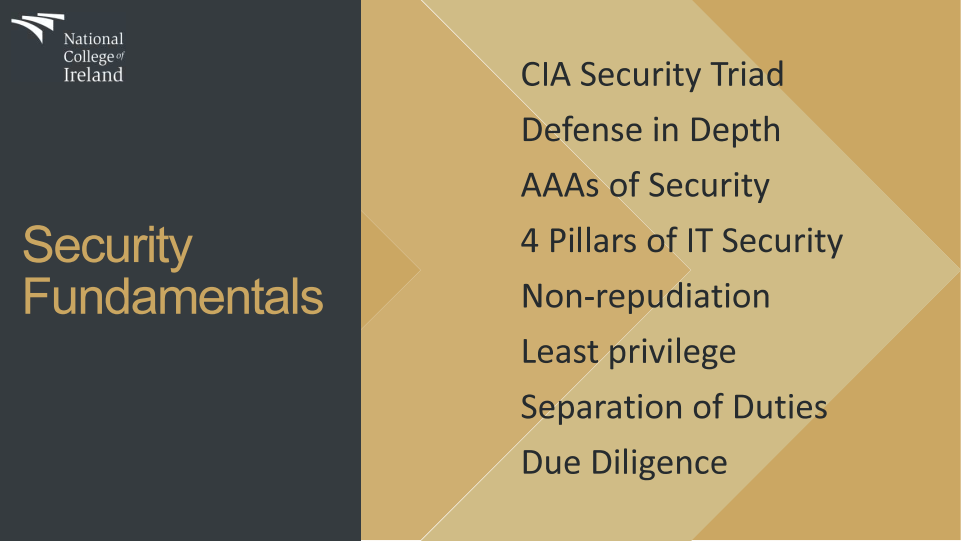 National
College of
Ireland
Security
Fundamentals
CIA Security Triad
Defense in Depth
AAAs of Security
4 Pillars of IT Security
Non-repudiation
Least privilege
Separation of Duties
Due Diligence